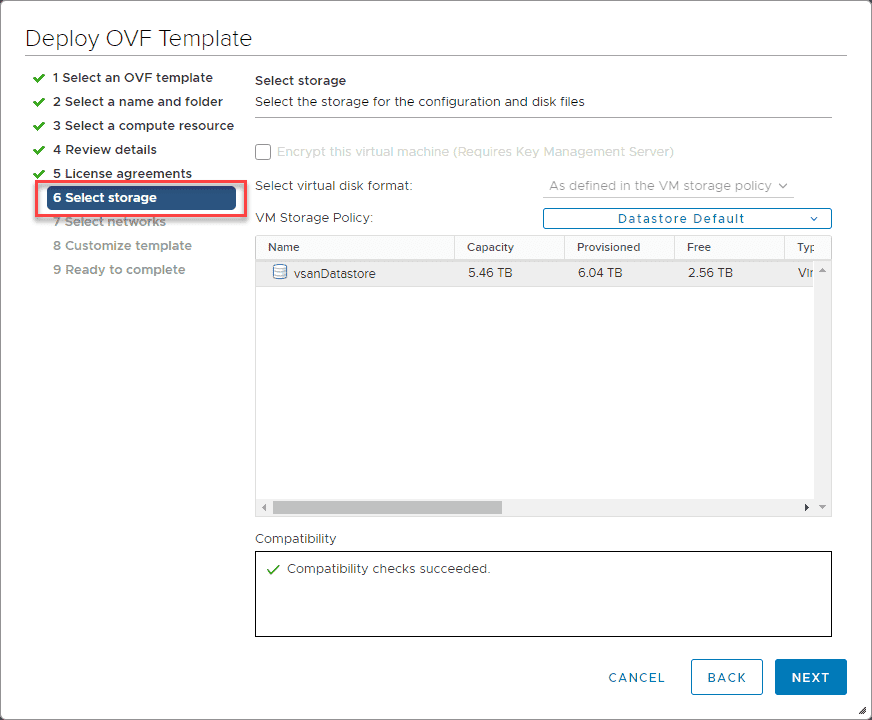 Deploy OVF Template
1 Select an OVF template
2 Select a name and folder
3 Select a compute resource
4 Review details
5 License agreements
6 Select storage
7 Select networks
8 Customize template
9 Ready to complete
Select storage
Select the storage for the configuration and disk files
Encrypt this virtual machine (Requires Key Management Server)
Select virtual disk format: As defined in the VM storage policy
VM Storage Policy: Datastore Default
Name Capacity Provisioned Free Typ
vsanDatastore 5.46 TB 6.04 TB 2.56 TB
Compatibility
Compatibility checks succeeded.
CANCEL BACK NEXT